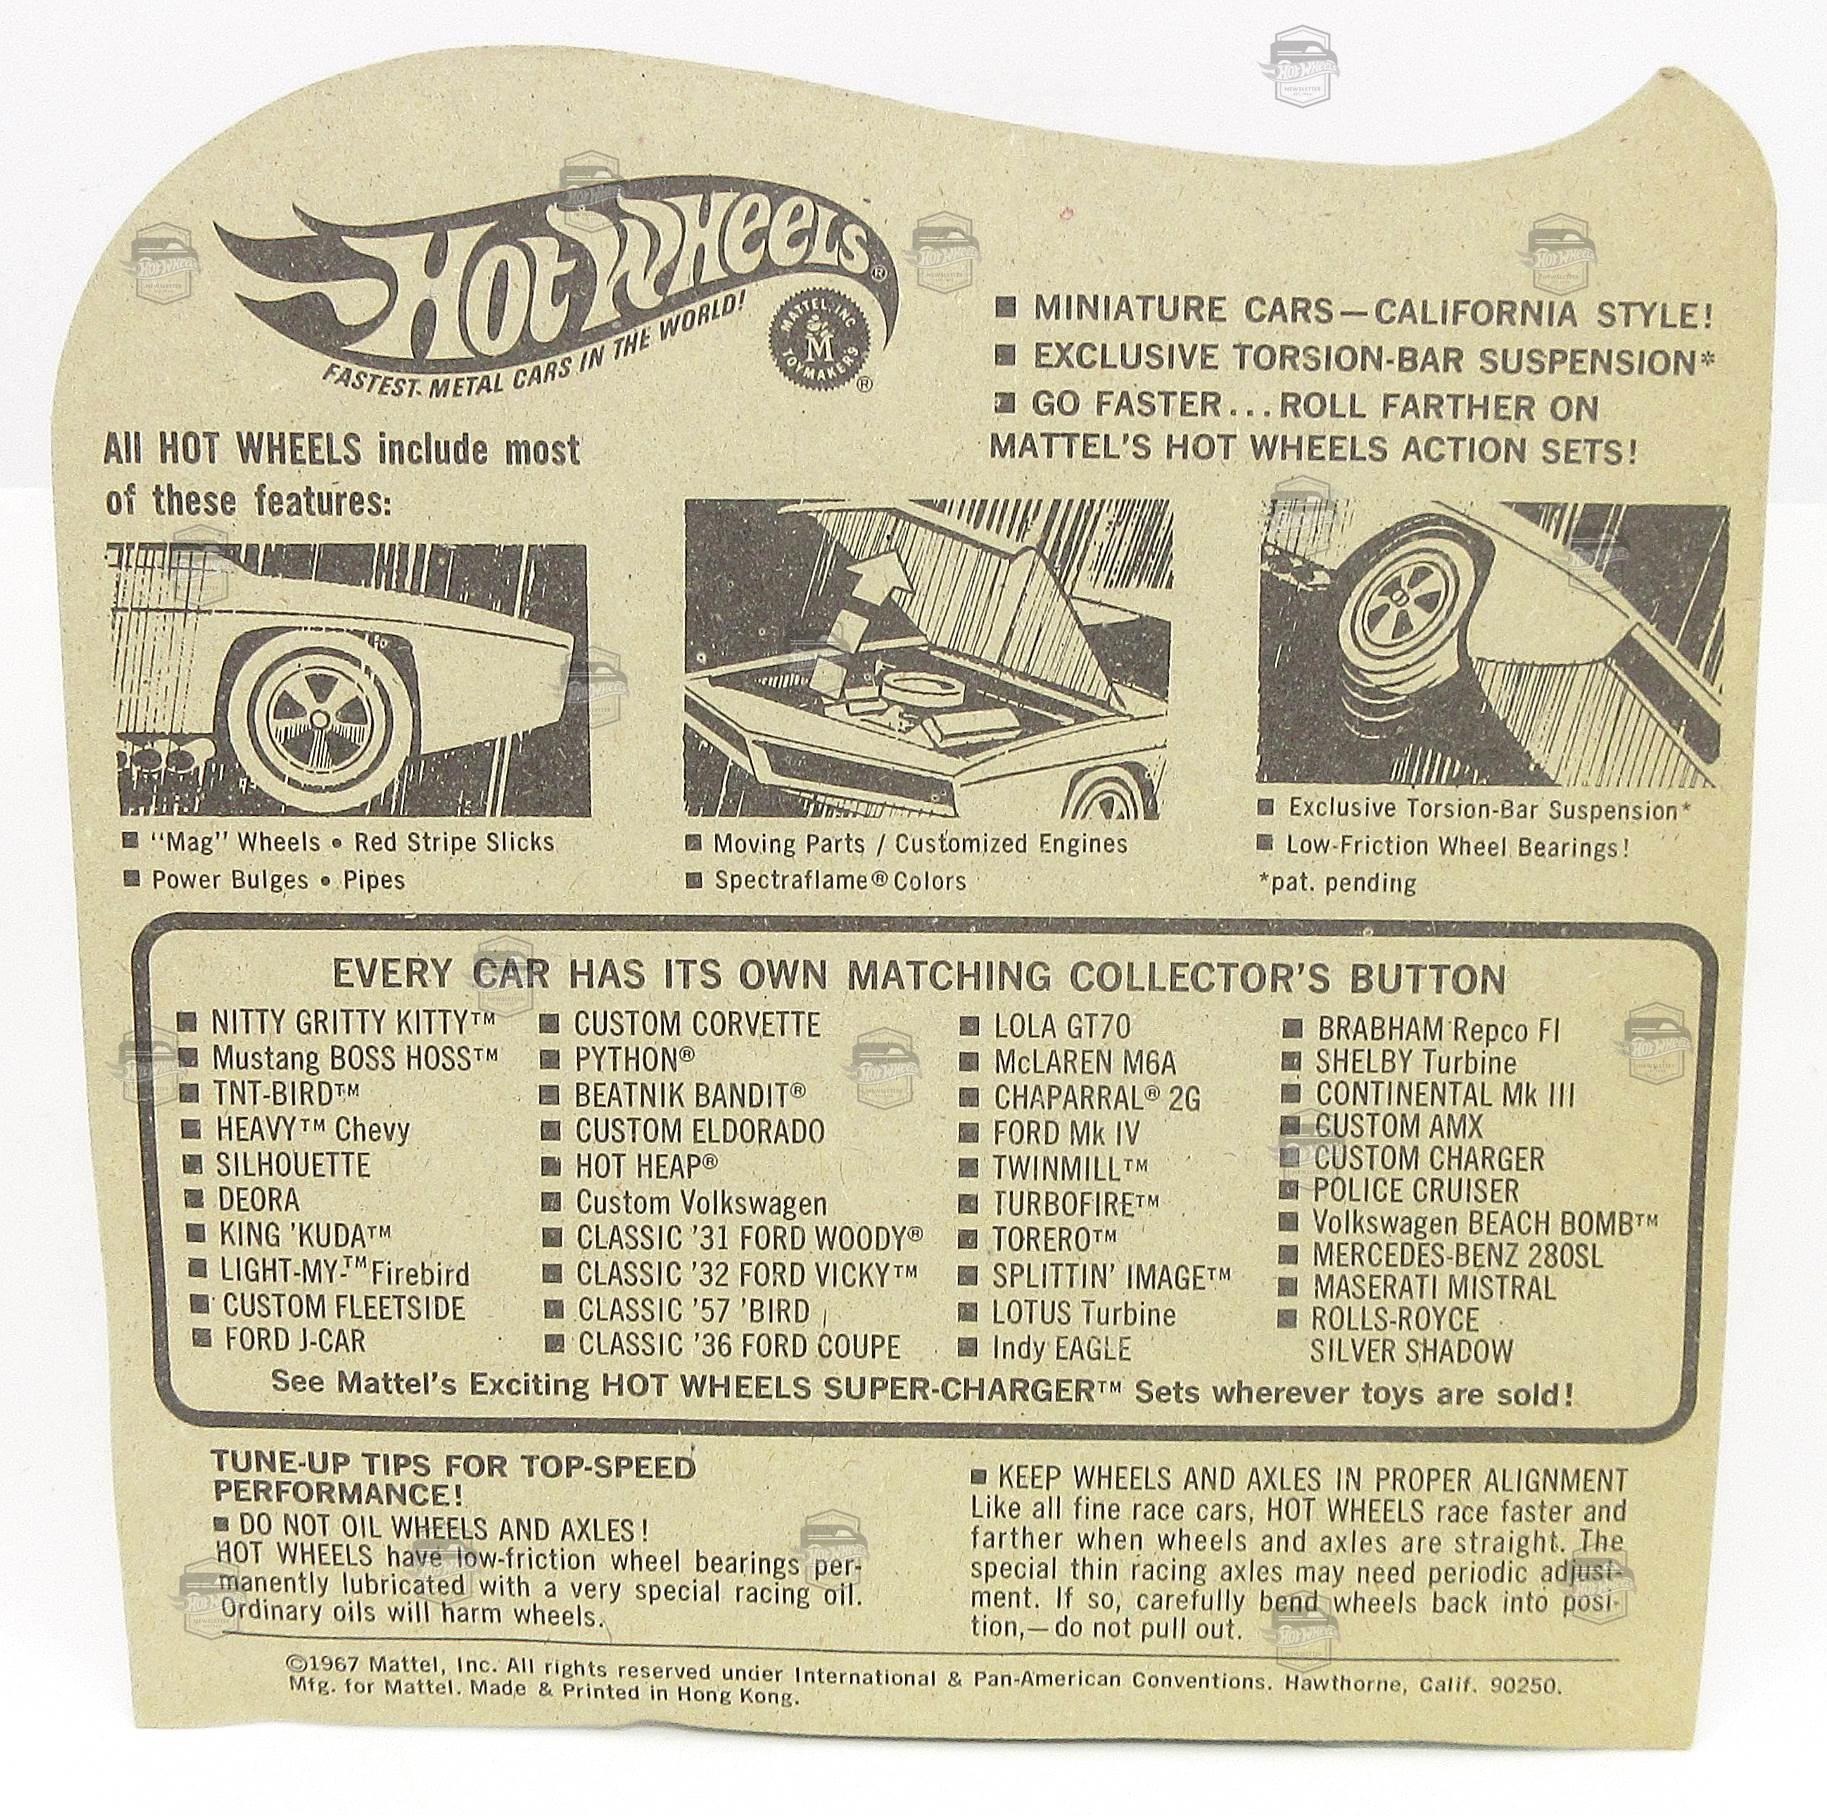 HOT WHEELS®
FASTEST METAL CARS IN THE WORLD!
MATTEL, INC.
M
TOYMAKERS
®
■ MINIATURE CARS—CALIFORNIA STYLE!
■ EXCLUSIVE TORSION-BAR SUSPENSION*
■ GO FASTER...ROLL FARTHER ON
MATTEL'S HOT WHEELS ACTION SETS!
All HOT WHEELS include most
of these features:
■ "Mag" Wheels • Red Stripe Slicks
■ Power Bulges • Pipes
■ Moving Parts / Customized Engines
■ Spectraflame® Colors
■ Exclusive Torsion-Bar Suspension*
■ Low-Friction Wheel Bearings!
*pat. pending
EVERY CAR HAS ITS OWN MATCHING COLLECTOR'S BUTTON
■ NITTY GRITTY KITTY™
■ Mustang BOSS HOSS™
■ TNT-BIRD™
■ HEAVY™ Chevy
■ SILHOUETTE
■ DEORA
■ KING 'KUDA™
■ LIGHT-MY-™Firebird
■ CUSTOM FLEETSIDE
■ FORD J-CAR
■ CUSTOM CORVETTE
■ PYTHON®
■ BEATNIK BANDIT®
■ CUSTOM ELDORADO
■ HOT HEAP®
■ Custom Volkswagen
■ CLASSIC '31 FORD WOODY®
■ CLASSIC '32 FORD VICKY™
■ CLASSIC '57 'BIRD
■ CLASSIC '36 FORD COUPE
■ LOLA GT70
■ McLAREN M6A
■ CHAPARRAL® 2G
■ FORD Mk IV
■ TWINMILL™
■ TURBOFIRE™
■ TORERO™
■ SPLITTIN' IMAGE™
■ LOTUS Turbine
■ Indy EAGLE
■ BRABHAM Repco FI
■ SHELBY Turbine
■ CONTINENTAL Mk III
■ CUSTOM AMX
■ CUSTOM CHARGER
■ POLICE CRUISER
■ Volkswagen BEACH BOMB™
■ MERCEDES-BENZ 280SL
■ MASERATI MISTRAL
■ ROLLS-ROYCE
SILVER SHADOW
See Mattel's Exciting HOT WHEELS SUPER-CHARGER™ Sets wherever toys are sold!
TUNE-UP TIPS FOR TOP-SPEED
PERFORMANCE!
■ DO NOT OIL WHEELS AND AXLES!
HOT WHEELS have low-friction wheel bearings per-
manently lubricated with a very special racing oil.
Ordinary oils will harm wheels.
■ KEEP WHEELS AND AXLES IN PROPER ALIGNMENT
Like all fine race cars, HOT WHEELS race faster and
farther when wheels and axles are straight. The
special thin racing axles may need periodic adjust-
ment. If so, carefully bend wheels back into posi-
tion,—do not pull out.
©1967 Mattel, Inc. All rights reserved under International & Pan-American Conventions. Hawthorne, Calif. 90250.
Mfg. for Mattel. Made & Printed in Hong Kong.